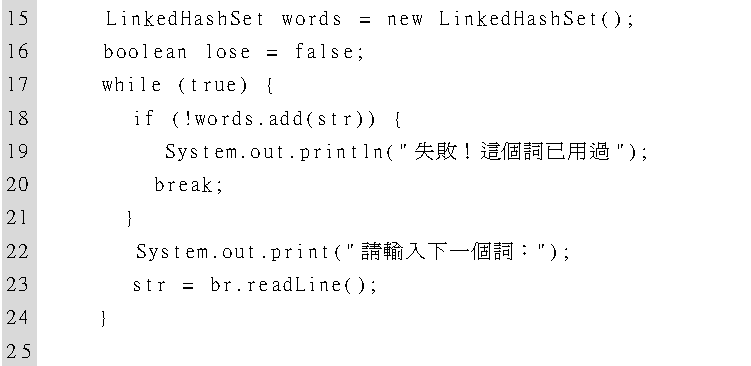 15 LinkedHashSet words = new LinkedHashSet();
16 boolean lose = false;
17 while (true) {
18 if (!words.add(str)) {
19 System.out.println("失敗！這個詞已用過");
20 break;
21 }
22 System.out.print("請輸入下一個詞：");
23 str = br.readLine();
24 }
25